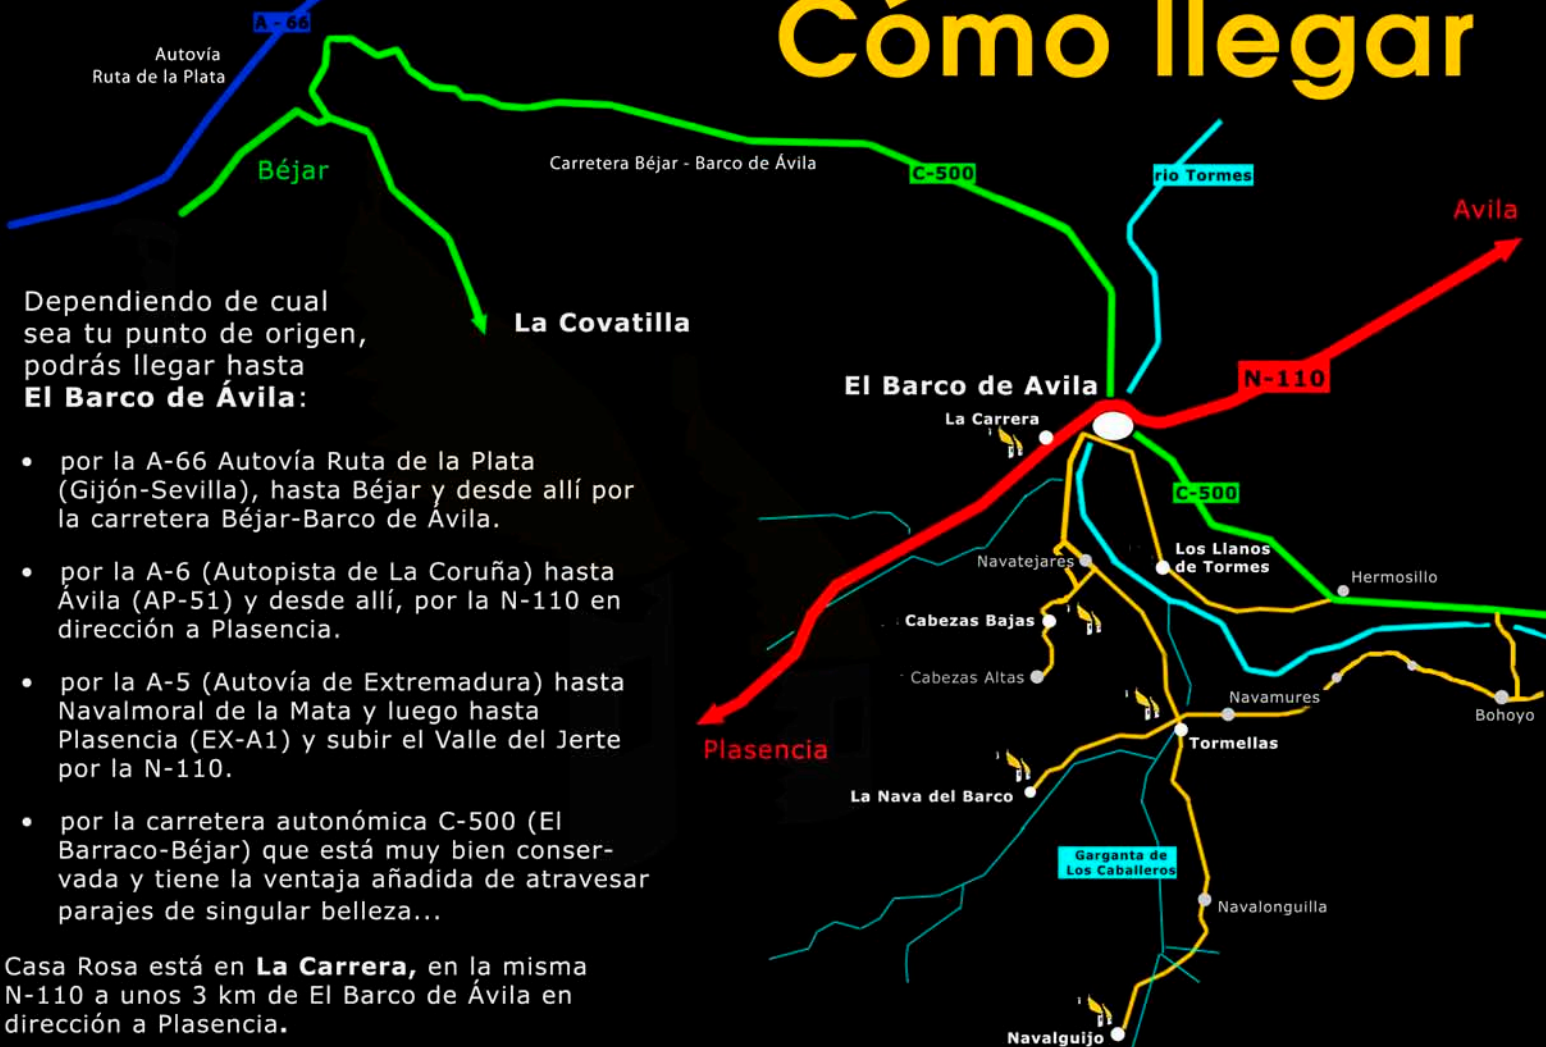 Cómo llegar
A - 66
Autovía
Ruta de la Plata
Béjar
Carretera Béjar - Barco de Ávila
C-500
rio Tormes
Avila
La Covatilla
El Barco de Avila
N-110
La Carrera
C-500
Los Llanos
de Tormes
Navatejares
Hermosillo
Cabezas Bajas
Cabezas Altas
Navamures
Bohoyo
Plasencia
Tormellas
La Nava del Barco
Garganta de
Los Caballeros
Navalonguilla
Navalguijo
Dependiendo de cual
sea tu punto de origen,
podrás llegar hasta
El Barco de Ávila:
• por la A-66 Autovía Ruta de la Plata
(Gijón-Sevilla), hasta Béjar y desde allí por
la carretera Béjar-Barco de Ávila.
• por la A-6 (Autopista de La Coruña) hasta
Ávila (AP-51) y desde allí, por la N-110 en
dirección a Plasencia.
• por la A-5 (Autovía de Extremadura) hasta
Navalmoral de la Mata y luego hasta
Plasencia (EX-A1) y subir el Valle del Jerte
por la N-110.
• por la carretera autonómica C-500 (El
Barraco-Béjar) que está muy bien conser-
vada y tiene la ventaja añadida de atravesar
parajes de singular belleza...
Casa Rosa está en La Carrera, en la misma
N-110 a unos 3 km de El Barco de Ávila en
dirección a Plasencia.